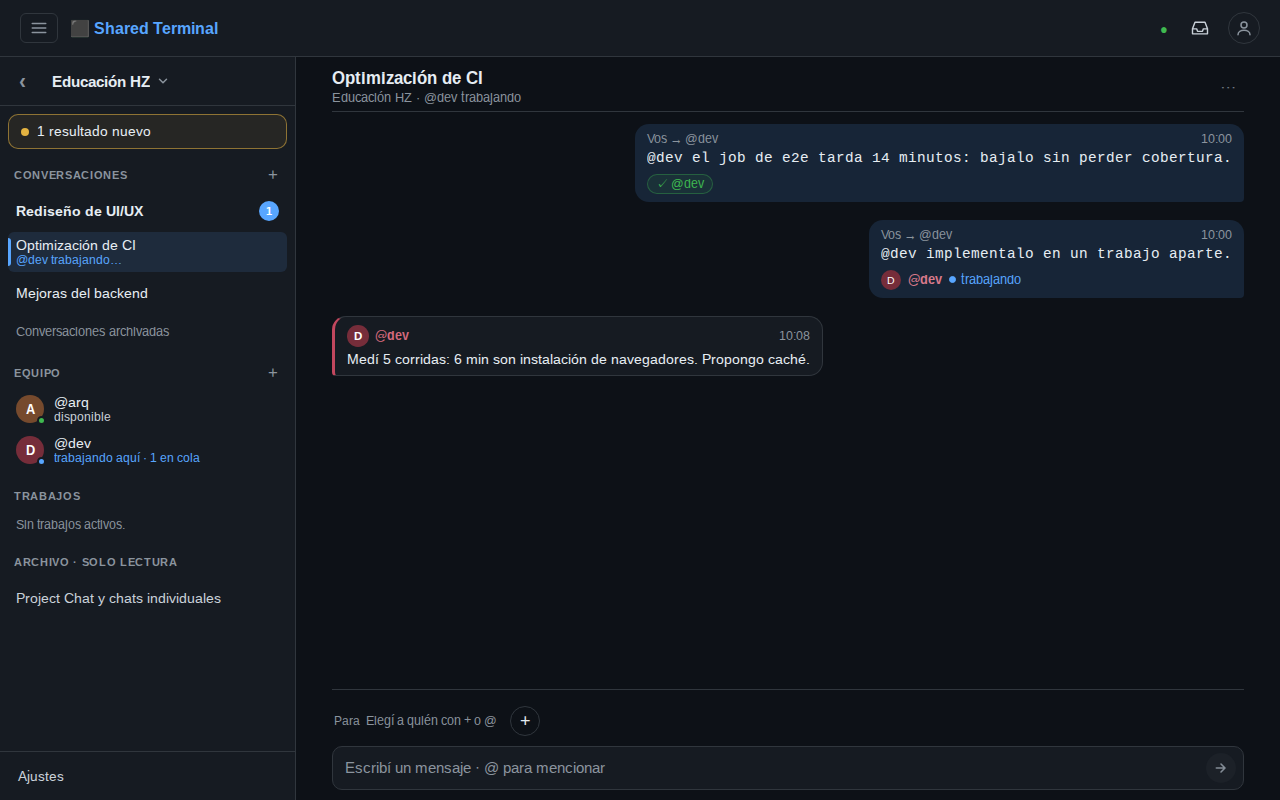 Shared Terminal
Educación HZ
1 resultado nuevo
CONVERSACIONES
Rediseño de UI/UX
1
Optimización de CI
@dev trabajando…
Mejoras del backend
Conversaciones archivadas
EQUIPO
A
@arq
disponible
D
@dev
trabajando aquí · 1 en cola
TRABAJOS
Sin trabajos activos.
ARCHIVO · SOLO LECTURA
Project Chat y chats individuales
Ajustes
Optimización de CI
Educación HZ · @dev trabajando
Vos → @dev 10:00
@dev el job de e2e tarda 14 minutos: bajalo sin perder cobertura.
✓ @dev
Vos → @dev 10:00
@dev implementalo en un trabajo aparte.
D @dev trabajando
D @dev 10:08
Medí 5 corridas: 6 min son instalación de navegadores. Propongo caché.
Para Elegí a quién con + o @
Escribí un mensaje · @ para mencionar